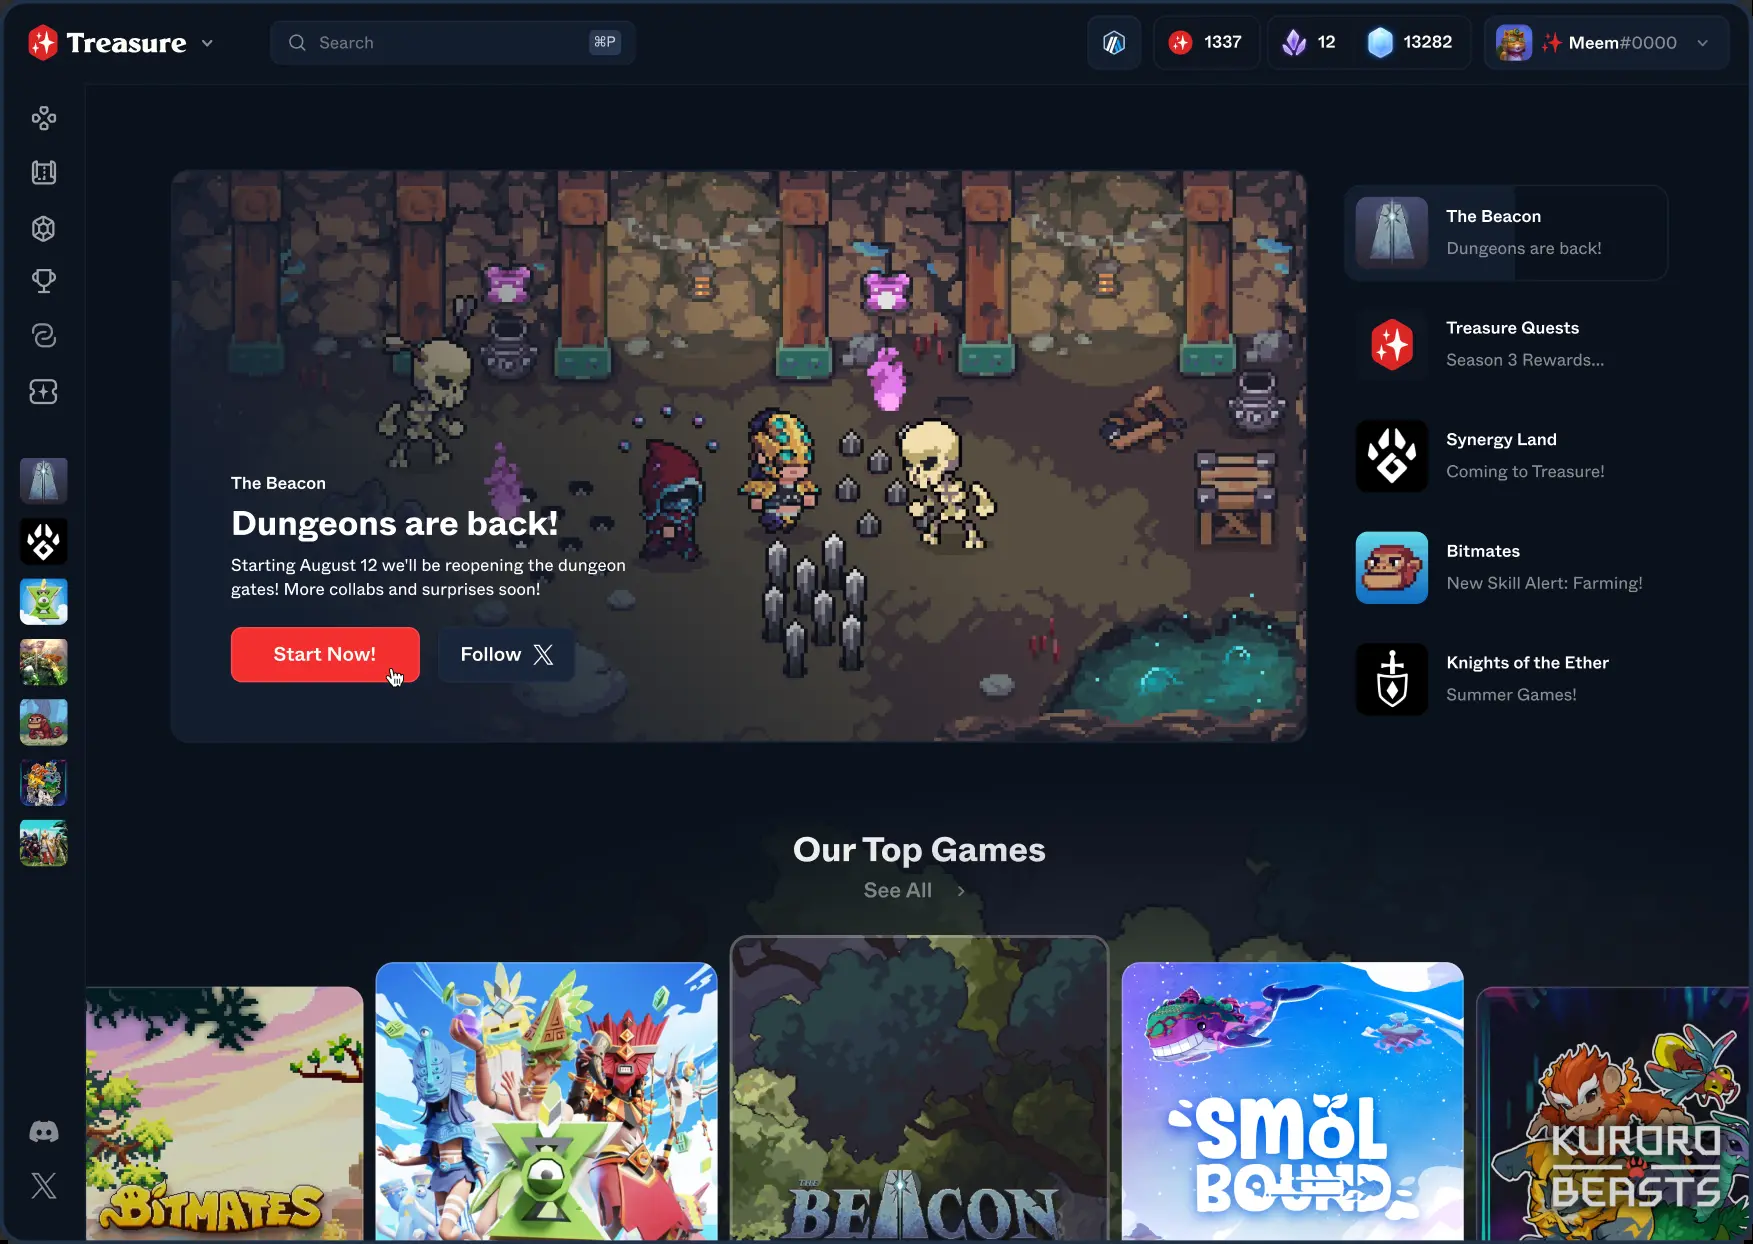 Treasure
Search
⌘P
1337
12
13282
Meem#0000
The Beacon
Dungeons are back!
Starting August 12 we'll be reopening the dungeon
gates! More collabs and surprises soon!
Start Now!
Follow X
The Beacon
Dungeons are back!
Treasure Quests
Season 3 Rewards...
Synergy Land
Coming to Treasure!
Bitmates
New Skill Alert: Farming!
Knights of the Ether
Summer Games!
Our Top Games
See All
BITMATES
THE
BEACON
SMOL
BOUND
KURORO
BEASTS